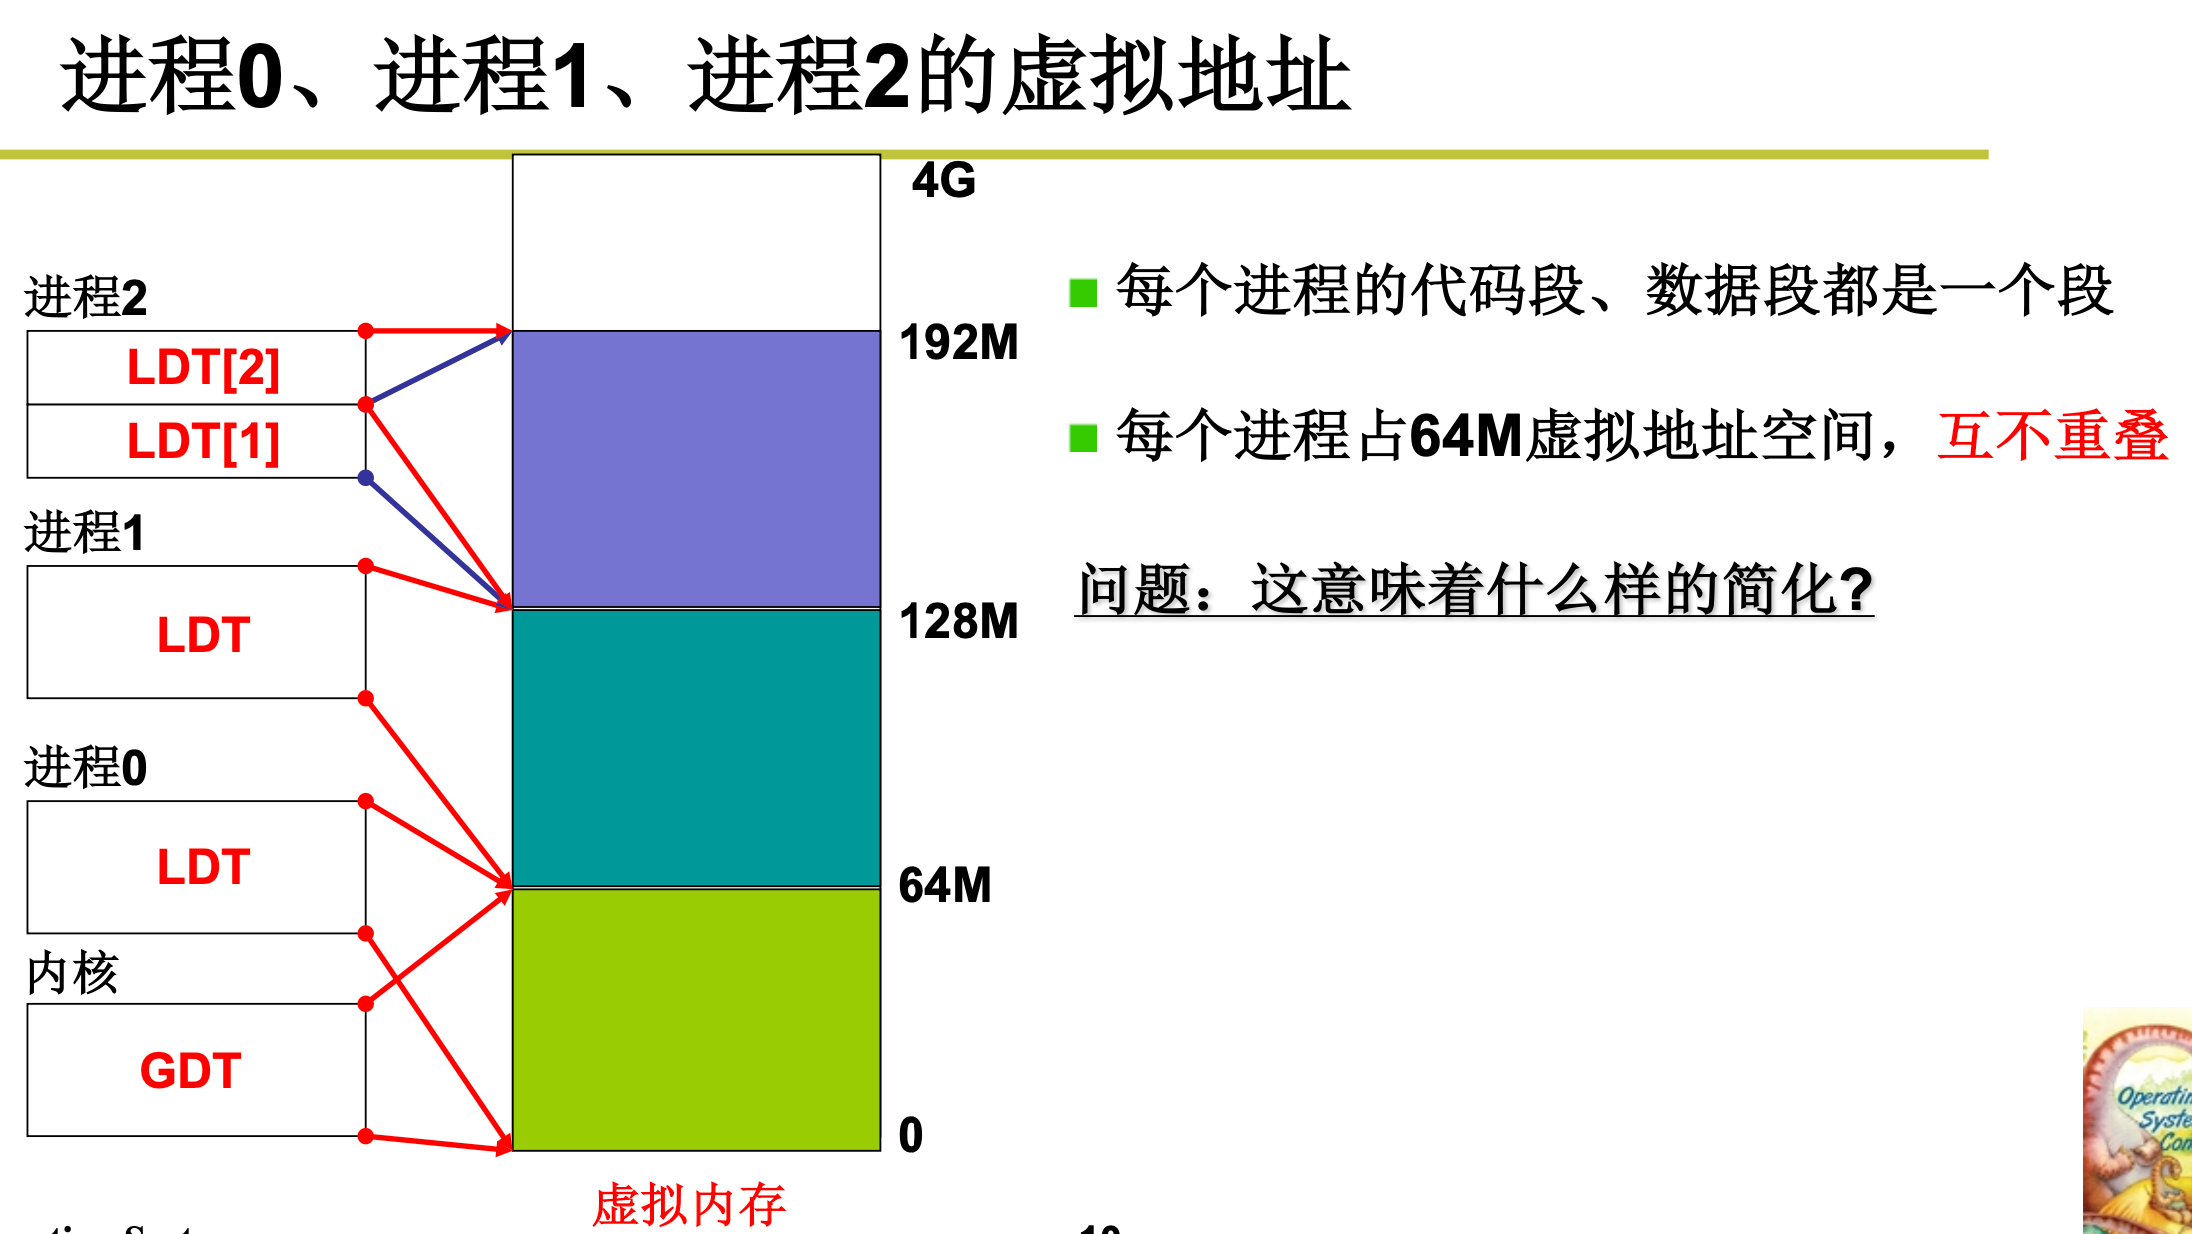 进程0、进程1、进程2的虚拟地址
4G
进程2
LDT[2]
LDT[1]
192M
进程1
LDT
128M
进程0
LDT
64M
内核
GDT
0
虚拟内存
每个进程的代码段、数据段都是一个段
每个进程占64M虚拟地址空间，互不重叠
问题：这意味着什么样的简化?